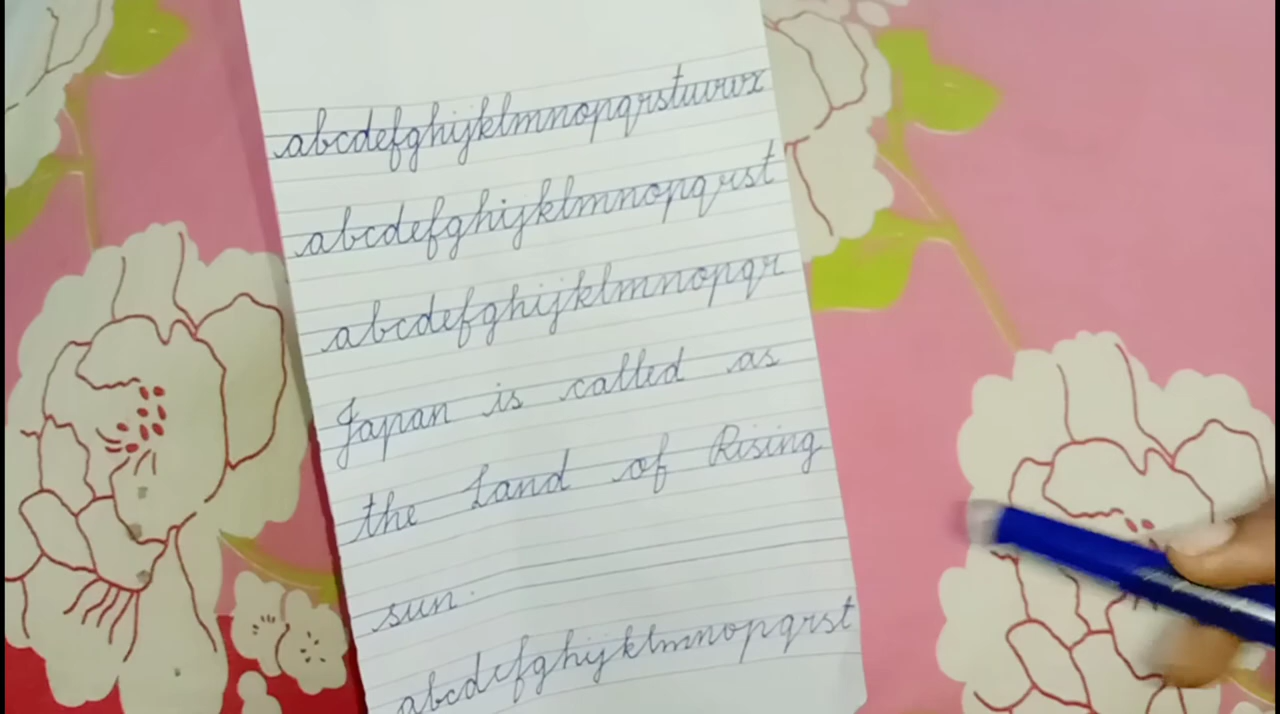 abcdefghijklmnopqrstuvwx
abcdefghijklmnopqrst
abcdefghijklmnopqr
Japan is called as
the Land of Rising
sun.
abcdefghijklmnopqrst